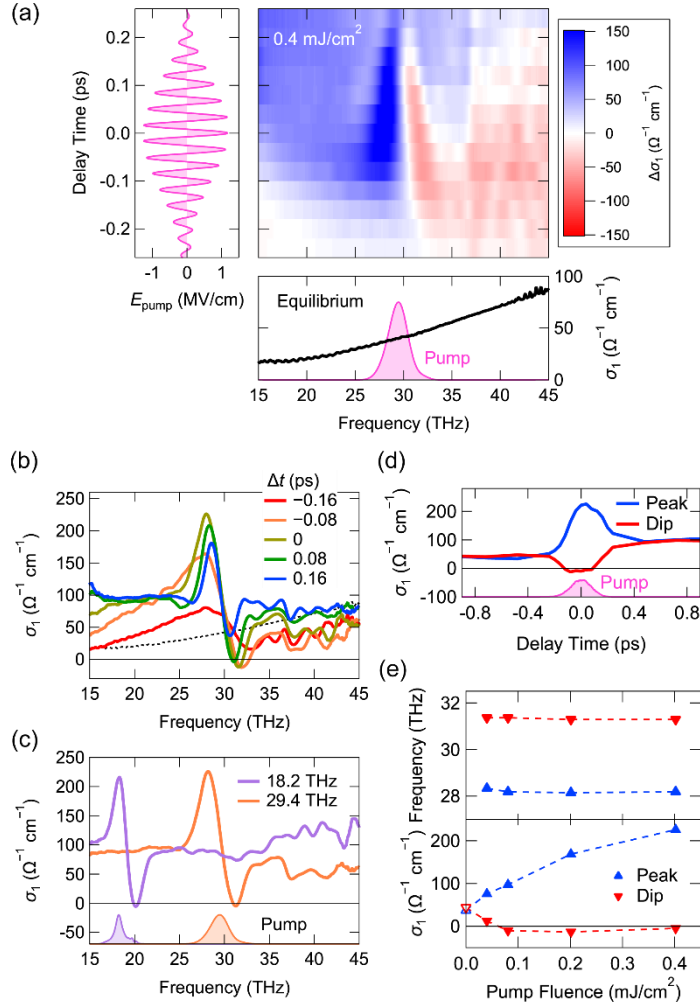 (a)
0.4 mJ/cm²
Delay Time (ps)
0.2
0.1
0.0
-0.1
-0.2
-1 0 1
E_pump (MV/cm)
150
100
50
0
-50
-100
-150
Δσ₁ (Ω⁻¹ cm⁻¹)
Equilibrium
Pump
100
50
0
σ₁ (Ω⁻¹ cm⁻¹)
15 20 25 30 35 40 45
Frequency (THz)
(b)
Δt (ps)
−0.16
−0.08
0
0.08
0.16
250
200
150
100
50
0
σ₁ (Ω⁻¹ cm⁻¹)
15 20 25 30 35 40 45
Frequency (THz)
(c)
18.2 THz
29.4 THz
250
200
150
100
50
0
-50
σ₁ (Ω⁻¹ cm⁻¹)
Pump
15 20 25 30 35 40 45
Frequency (THz)
(d)
Peak
Dip
200
100
0
-100
σ₁ (Ω⁻¹ cm⁻¹)
Pump
-0.8 -0.4 0.0 0.4 0.8
Delay Time (ps)
(e)
32
31
30
29
28
Frequency (THz)
200
100
0
σ₁ (Ω⁻¹ cm⁻¹)
Peak
Dip
0.0 0.1 0.2 0.3 0.4
Pump Fluence (mJ/cm²)